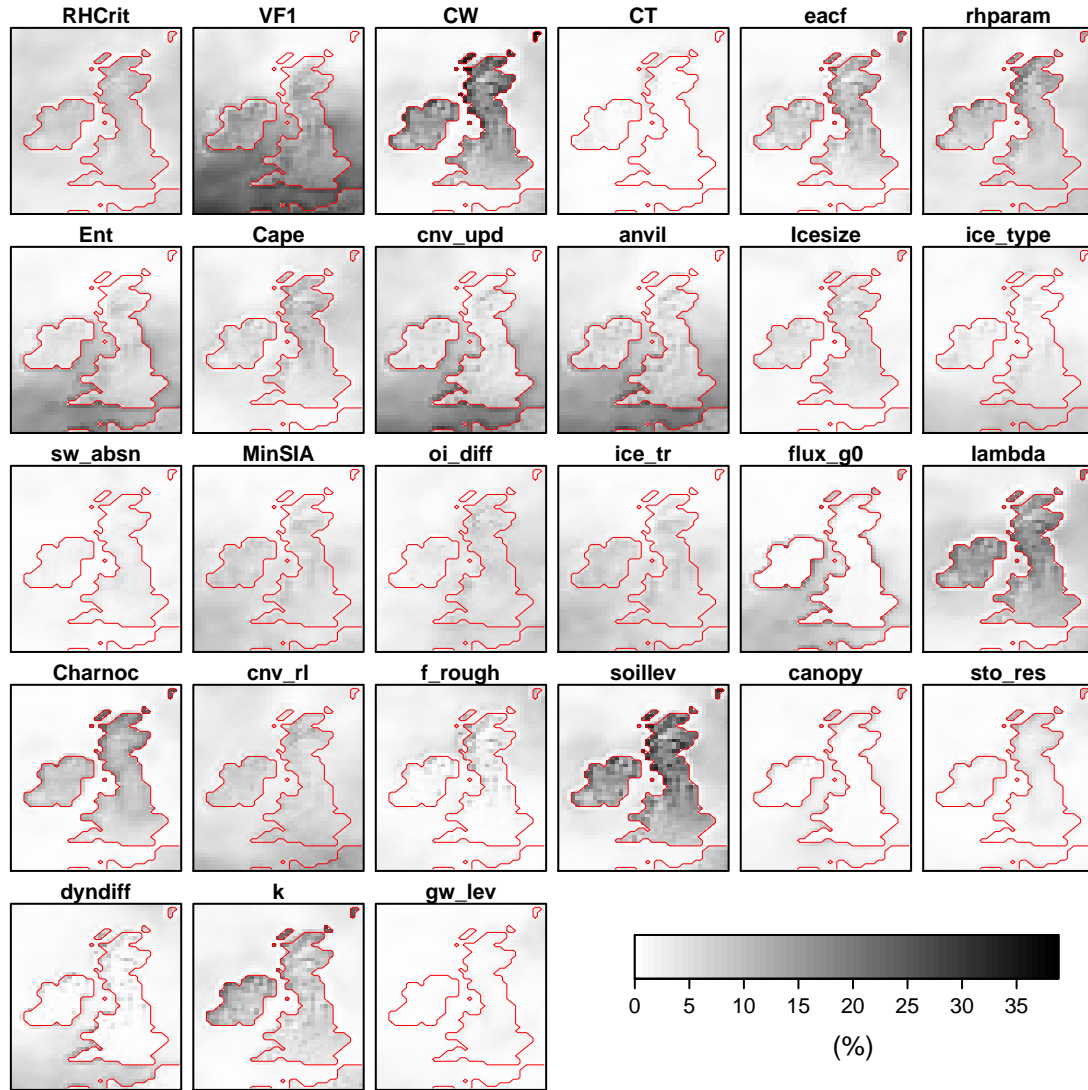 RHCrit VF1 CW CT eacf rhparam
Ent Cape cnv_upd anvil Icesize ice_type
sw_absn MinSIA oi_diff ice_tr flux_g0 lambda
Charnoc cnv_rl f_rough soillev canopy sto_res
dyndiff k gw_lev
0 5 10 15 20 25 30 35
(%)